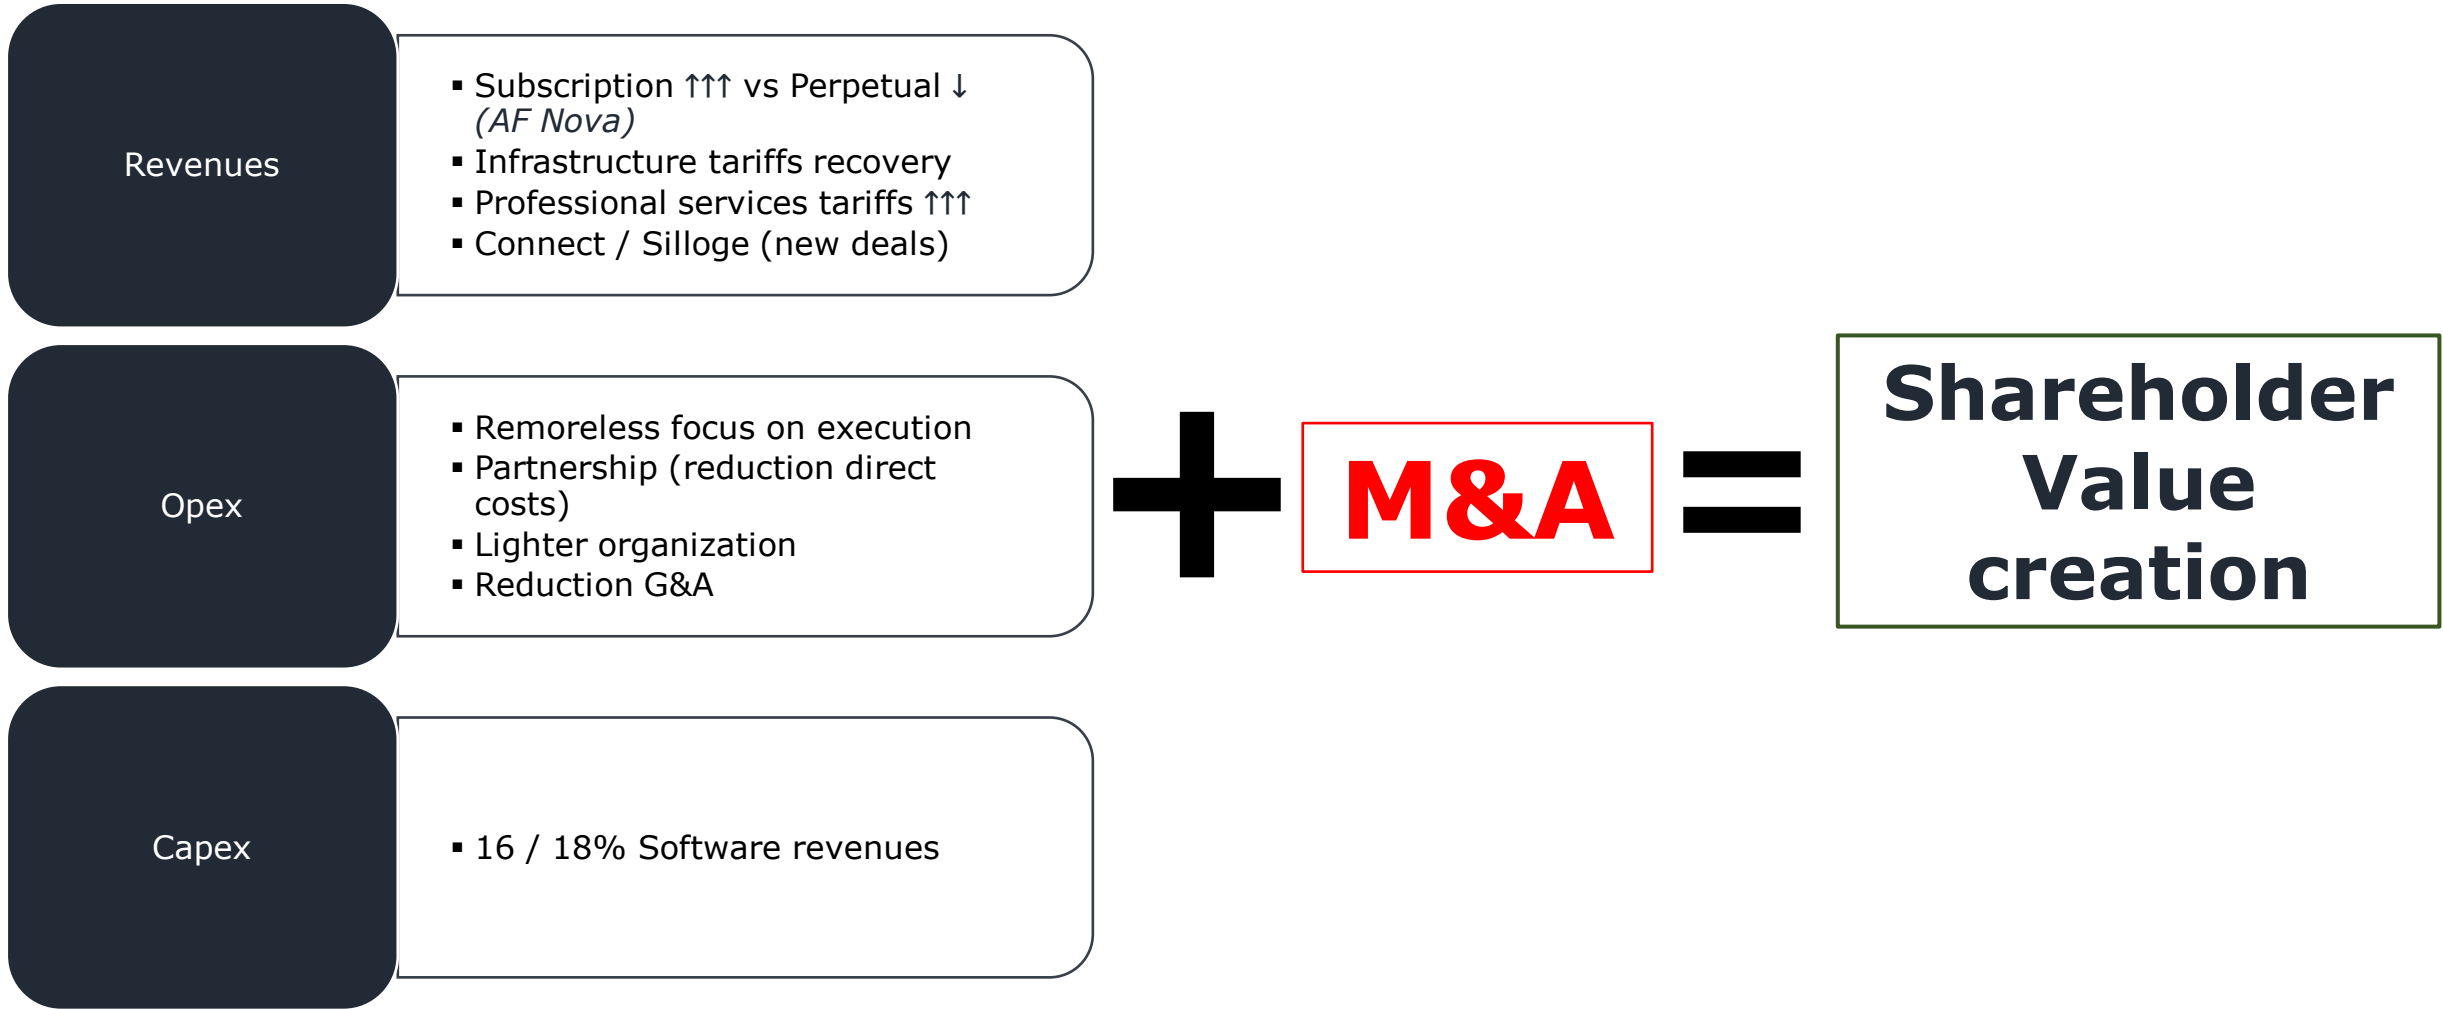 Revenues
▪ Subscription ↑↑↑ vs Perpetual ↓
(AF Nova)
▪ Infrastructure tariffs recovery
▪ Professional services tariffs ↑↑↑
▪ Connect / Silloge (new deals)
Opex
▪ Remoreless focus on execution
▪ Partnership (reduction direct
costs)
▪ Lighter organization
▪ Reduction G&A
Capex
▪ 16 / 18% Software revenues
+
M&A
=
Shareholder
Value
creation